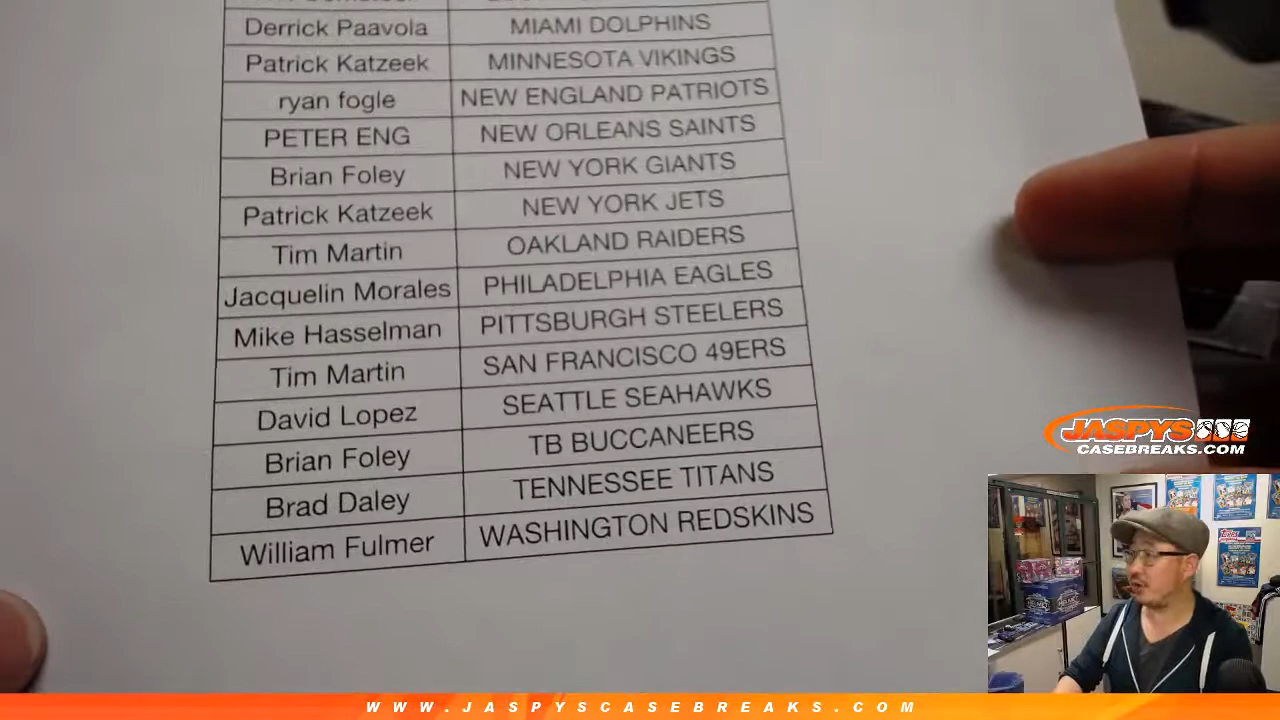 Derrick Paavola MIAMI DOLPHINS
Patrick Katzeek MINNESOTA VIKINGS
ryan fogle NEW ENGLAND PATRIOTS
PETER ENG NEW ORLEANS SAINTS
Brian Foley NEW YORK GIANTS
Patrick Katzeek NEW YORK JETS
Tim Martin OAKLAND RAIDERS
Jacquelin Morales PHILADELPHIA EAGLES
Mike Hasselman PITTSBURGH STEELERS
Tim Martin SAN FRANCISCO 49ERS
David Lopez SEATTLE SEAHAWKS
Brian Foley TB BUCCANEERS
Brad Daley TENNESSEE TITANS
William Fulmer WASHINGTON REDSKINS
JASPYS
CASEBREAKS.COM
Topps
WWW.JASPYSCASEBREAKS.COM